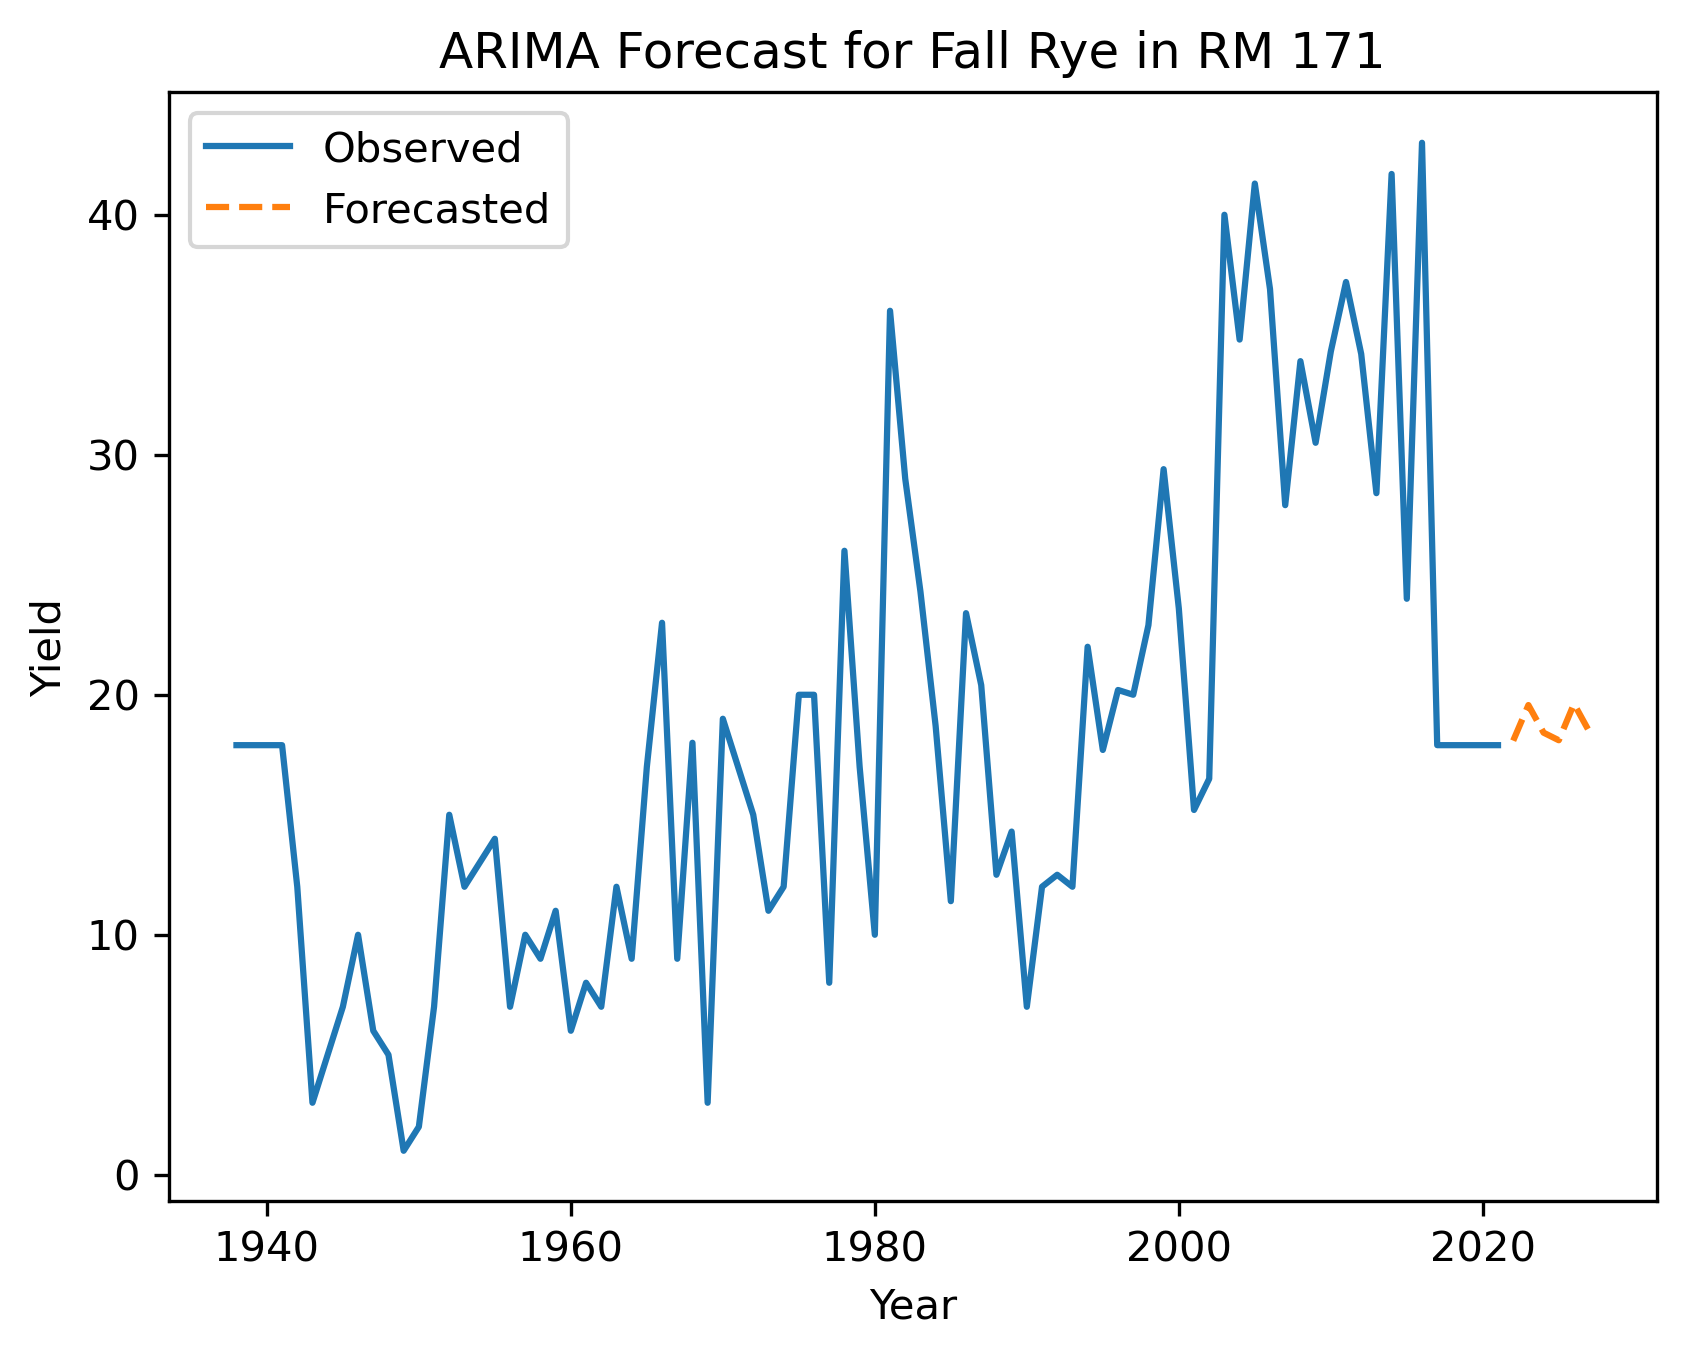 ARIMA Forecast for Fall Rye in RM 171
Observed
Forecasted
40
30
20
10
0
Yield
1940 1960 1980 2000 2020
Year